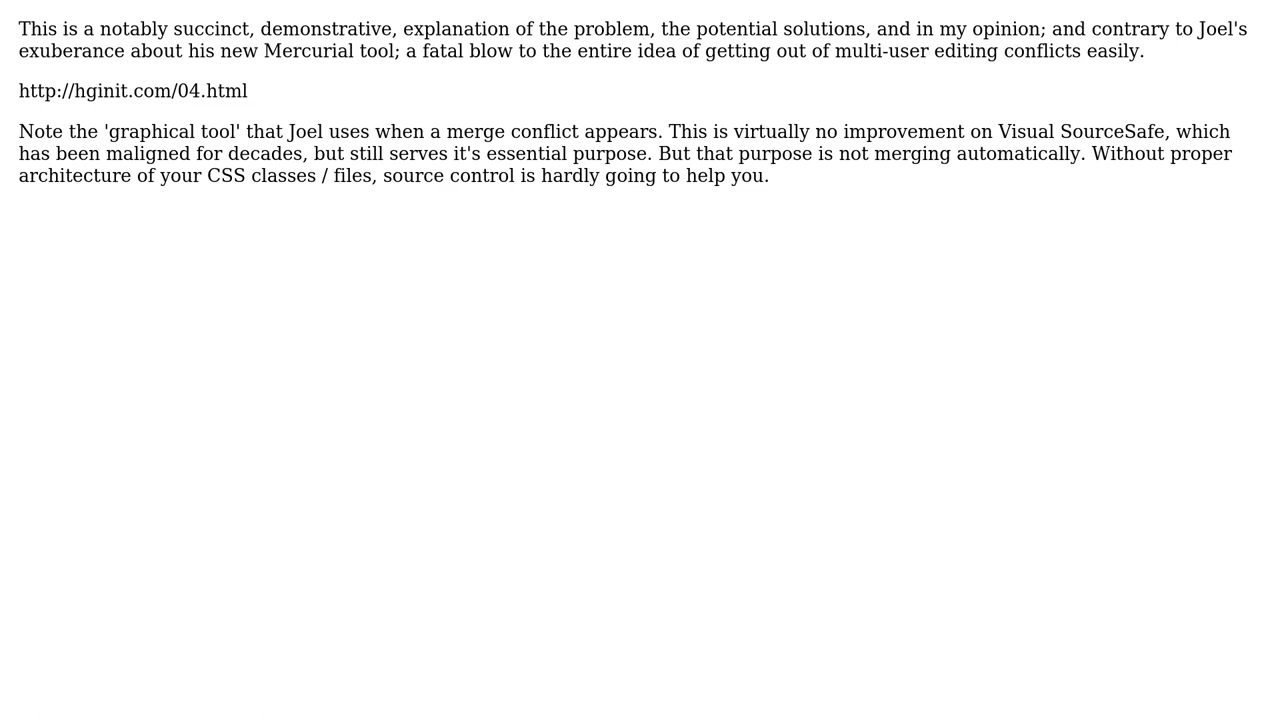 This is a notably succinct, demonstrative, explanation of the problem, the potential solutions, and in my opinion; and contrary to Joel's
exuberance about his new Mercurial tool; a fatal blow to the entire idea of getting out of multi-user editing conflicts easily.
http://hginit.com/04.html
Note the 'graphical tool' that Joel uses when a merge conflict appears. This is virtually no improvement on Visual SourceSafe, which
has been maligned for decades, but still serves it's essential purpose. But that purpose is not merging automatically. Without proper
architecture of your CSS classes / files, source control is hardly going to help you.